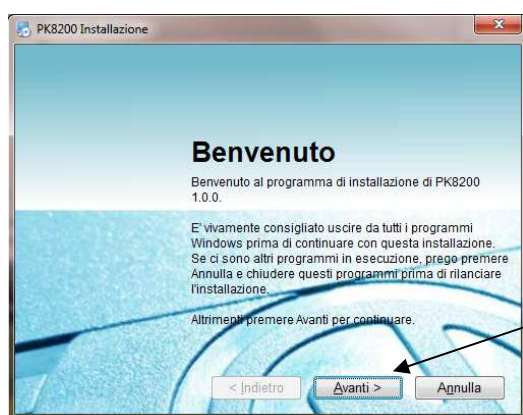 PK8200 Installazione
Benvenuto
Benvenuto al programma di installazione di PK8200
1.0.0.
E' vivamente consigliato uscire da tutti i programmi
Windows prima di continuare con questa installazione.
Se ci sono altri programmi in esecuzione, prego premere
Annulla e chiudere questi programmi prima di rilanciare
l'installazione.
Altrimenti premere Avanti per continuare.
< Indietro
Avanti >
Annulla